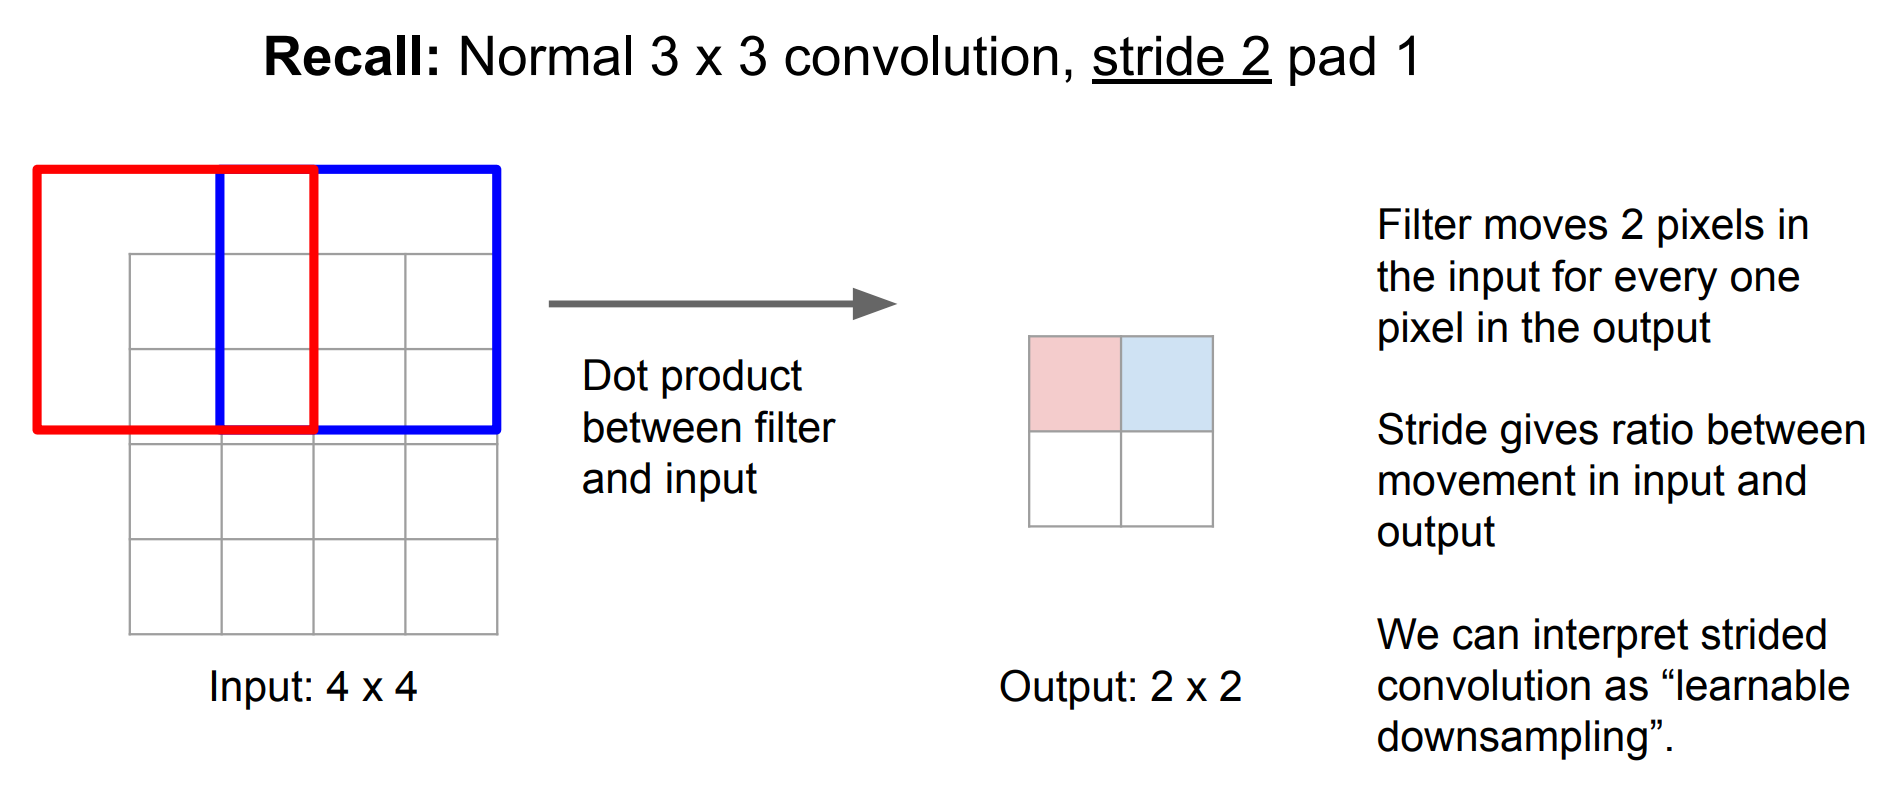 Recall: Normal 3 x 3 convolution, stride 2 pad 1
Dot product
between filter
and input
Input: 4 x 4
Output: 2 x 2
Filter moves 2 pixels in
the input for every one
pixel in the output
Stride gives ratio between
movement in input and
output
We can interpret strided
convolution as “learnable
downsampling”.